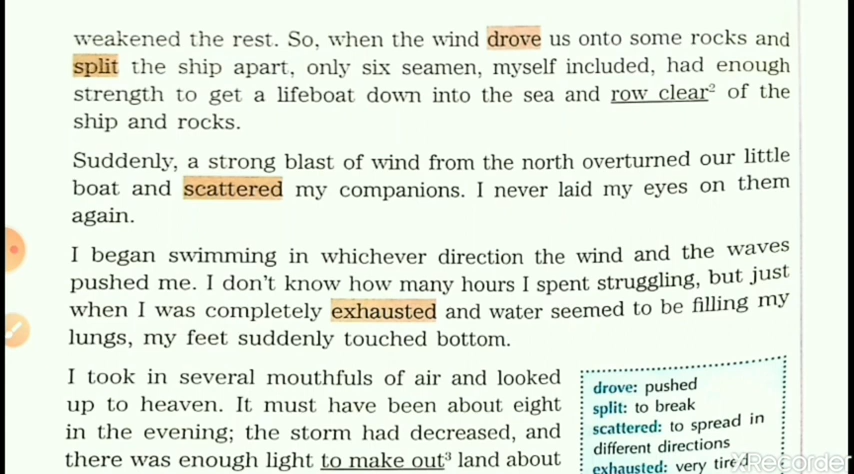 weakened the rest. So, when the wind drove us onto some rocks and
split the ship apart, only six seamen, myself included, had enough
strength to get a lifeboat down into the sea and row clear² of the
ship and rocks.
Suddenly, a strong blast of wind from the north overturned our little
boat and scattered my companions. I never laid my eyes on them
again.
I began swimming in whichever direction the wind and the waves
pushed me. I don't know how many hours I spent struggling, but just
when I was completely exhausted and water seemed to be filling my
lungs, my feet suddenly touched bottom.
I took in several mouthfuls of air and looked
up to heaven. It must have been about eight
in the evening; the storm had decreased, and
there was enough light to make out³ land about
drove: pushed
split: to break
scattered: to spread in
different directions
exhausted: very tired
XRecorder